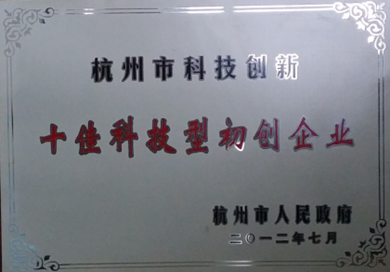 杭州市科技创新
十佳科技型初创企业
杭州市人民政府
二〇一二年七月